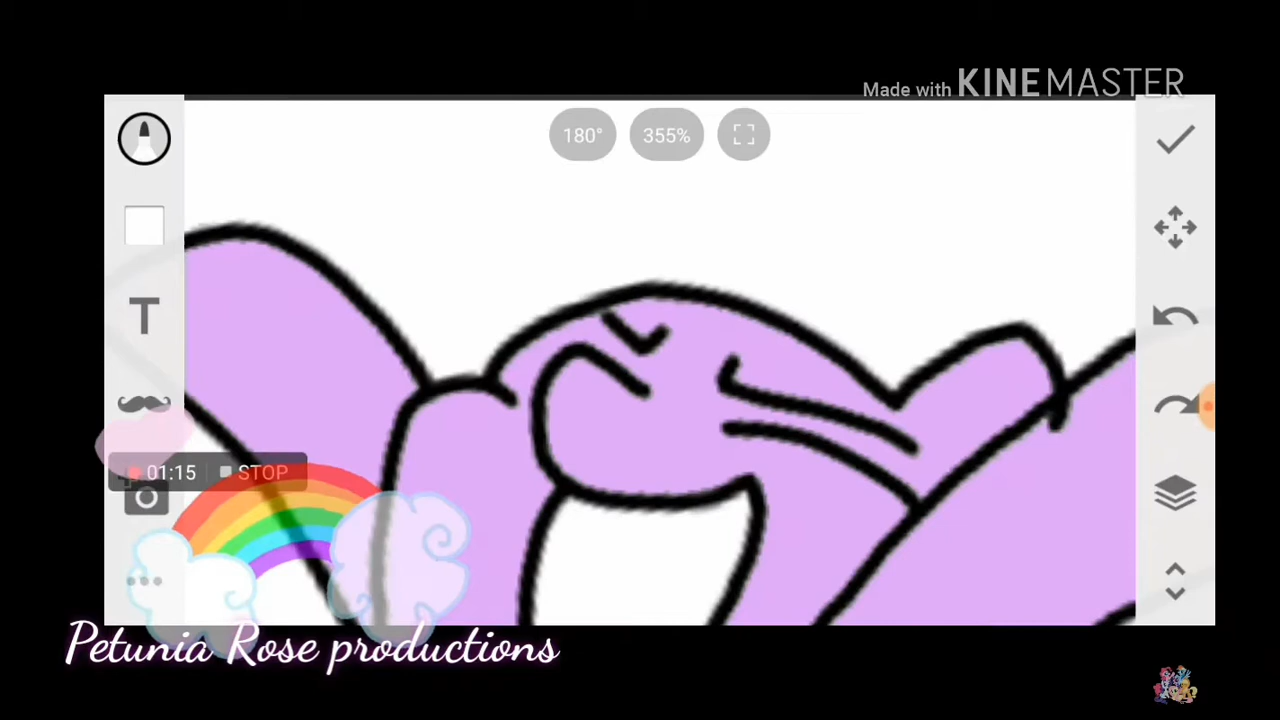 Made with KINEMASTER
180° 355%
T
01:15 STOP
Petunia Rose productions